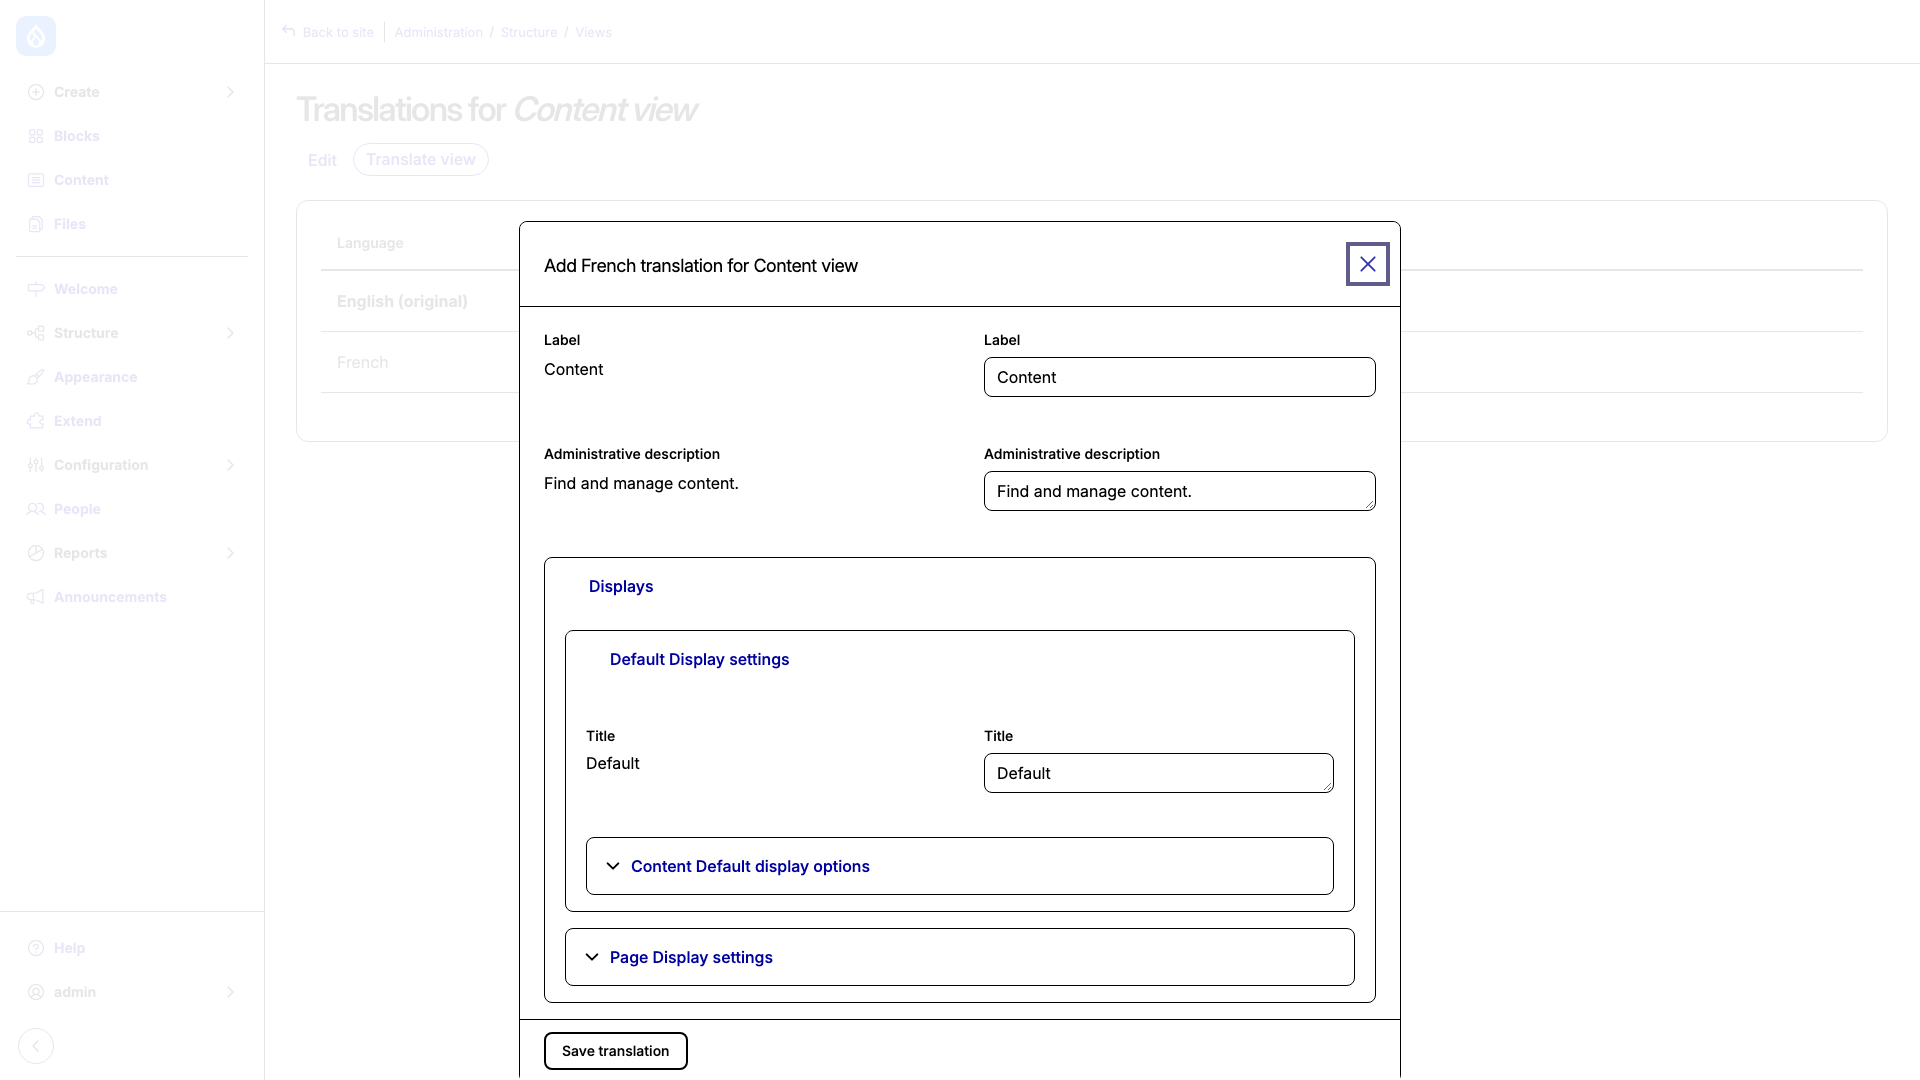 Back to site
Administration / Structure / Views
Create
Blocks
Content
Files
Welcome
Structure
Appearance
Extend
Configuration
People
Reports
Announcements
Help
admin
Translations for Content view
Edit
Translate view
Language
English (original)
French
Add French translation for Content view
Label
Content
Label
Content
Administrative description
Find and manage content.
Administrative description
Find and manage content.
Displays
Default Display settings
Title
Default
Title
Default
Content Default display options
Page Display settings
Save translation